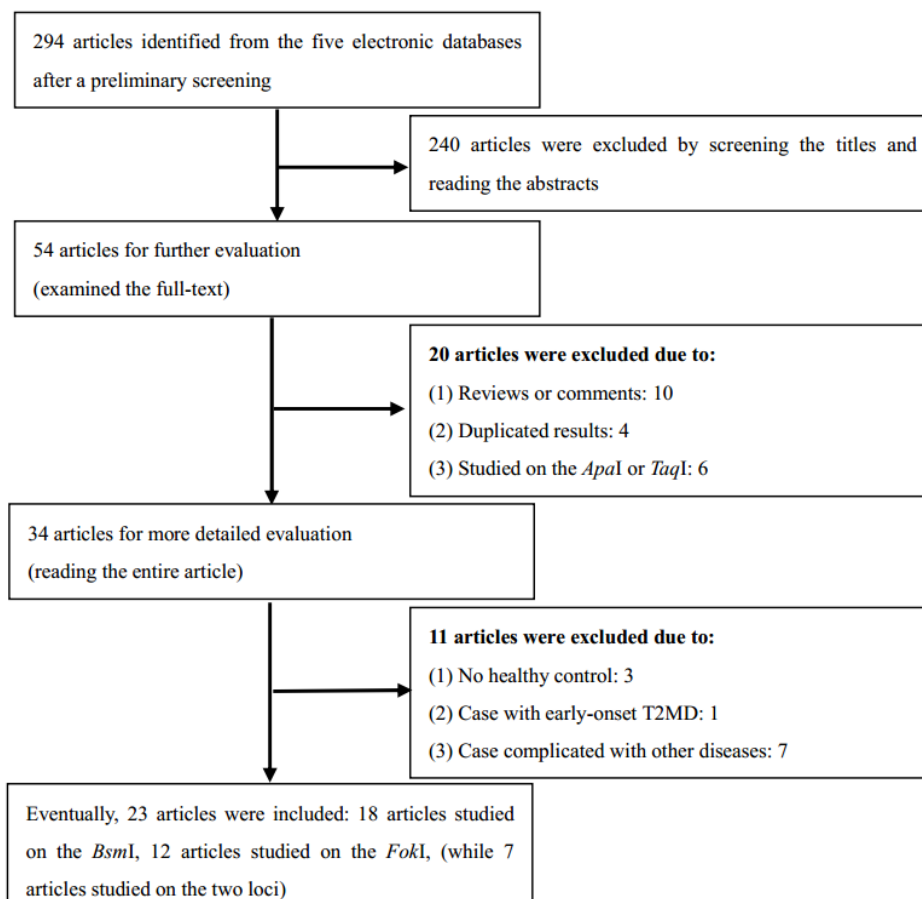 294 articles identified from the five electronic databases
after a preliminary screening
240 articles were excluded by screening the titles and
reading the abstracts
54 articles for further evaluation
(examined the full-text)
20 articles were excluded due to:
(1) Reviews or comments: 10
(2) Duplicated results: 4
(3) Studied on the ApaI or TaqI: 6
34 articles for more detailed evaluation
(reading the entire article)
11 articles were excluded due to:
(1) No healthy control: 3
(2) Case with early-onset T2MD: 1
(3) Case complicated with other diseases: 7
Eventually, 23 articles were included: 18 articles studied
on the BsmI, 12 articles studied on the FokI, (while 7
articles studied on the two loci)